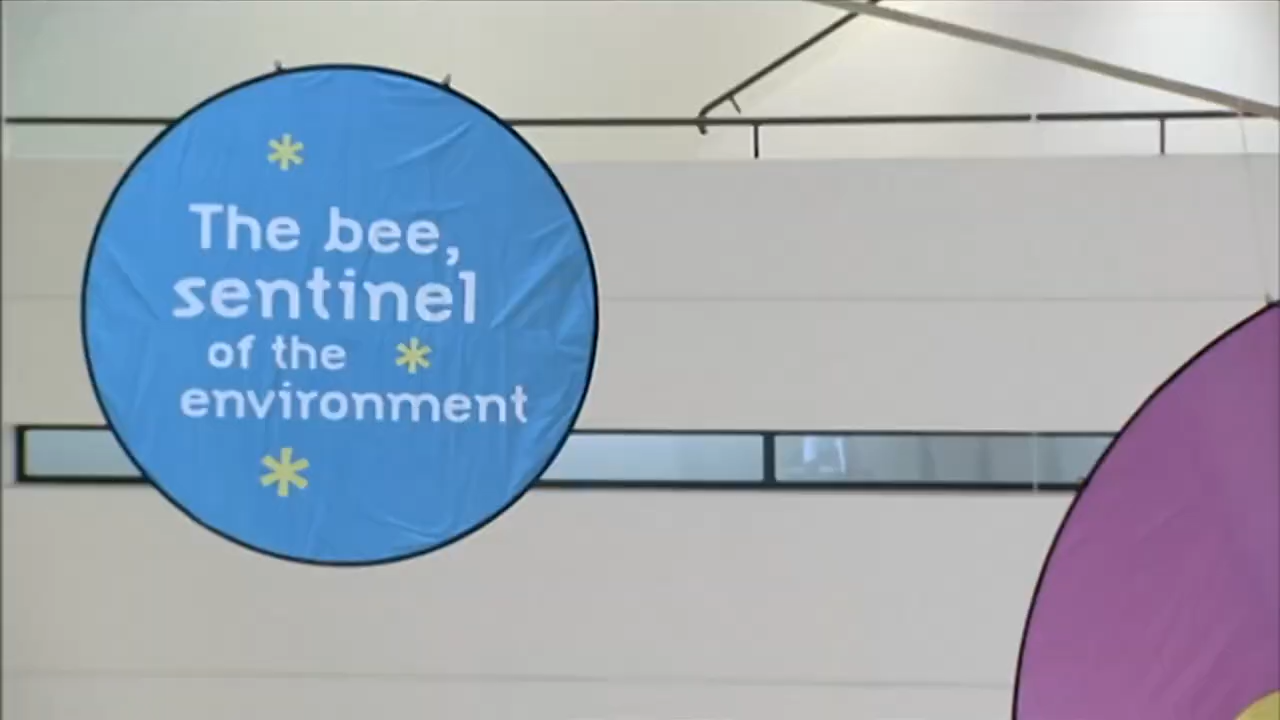 The bee,
sentinel
of the
environment